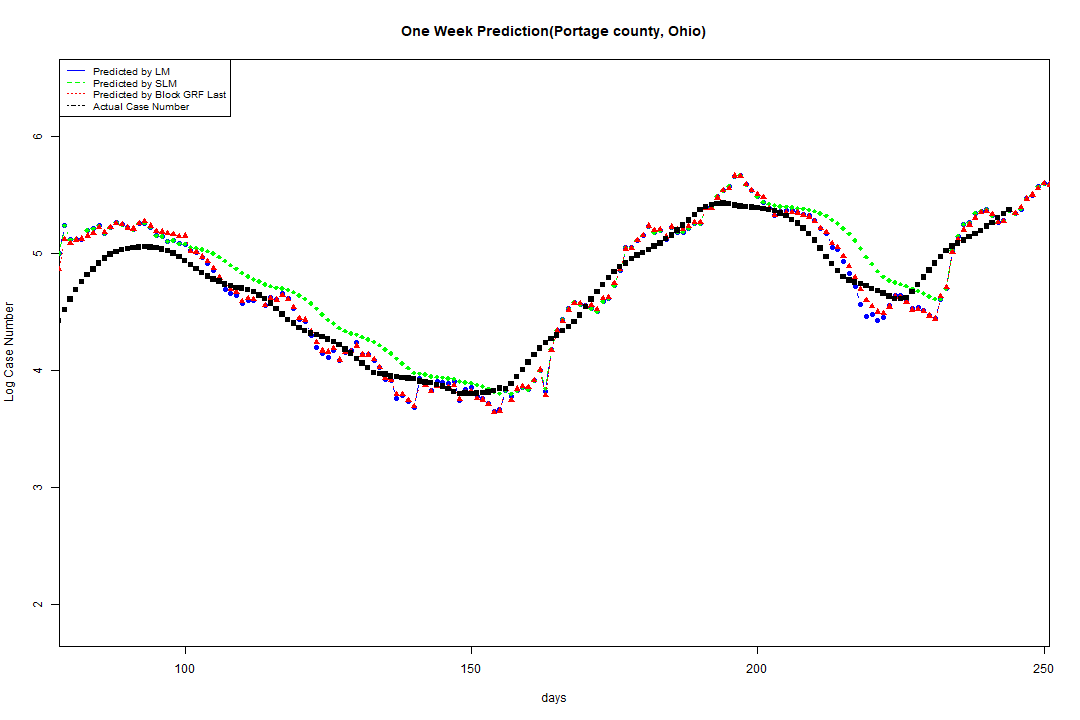 One Week Prediction(Portage county, Ohio)
Predicted by LM
Predicted by SLM
Predicted by Block GRF Last
Actual Case Number
Log Case Number
6
5
4
3
2
100
150
200
250
days